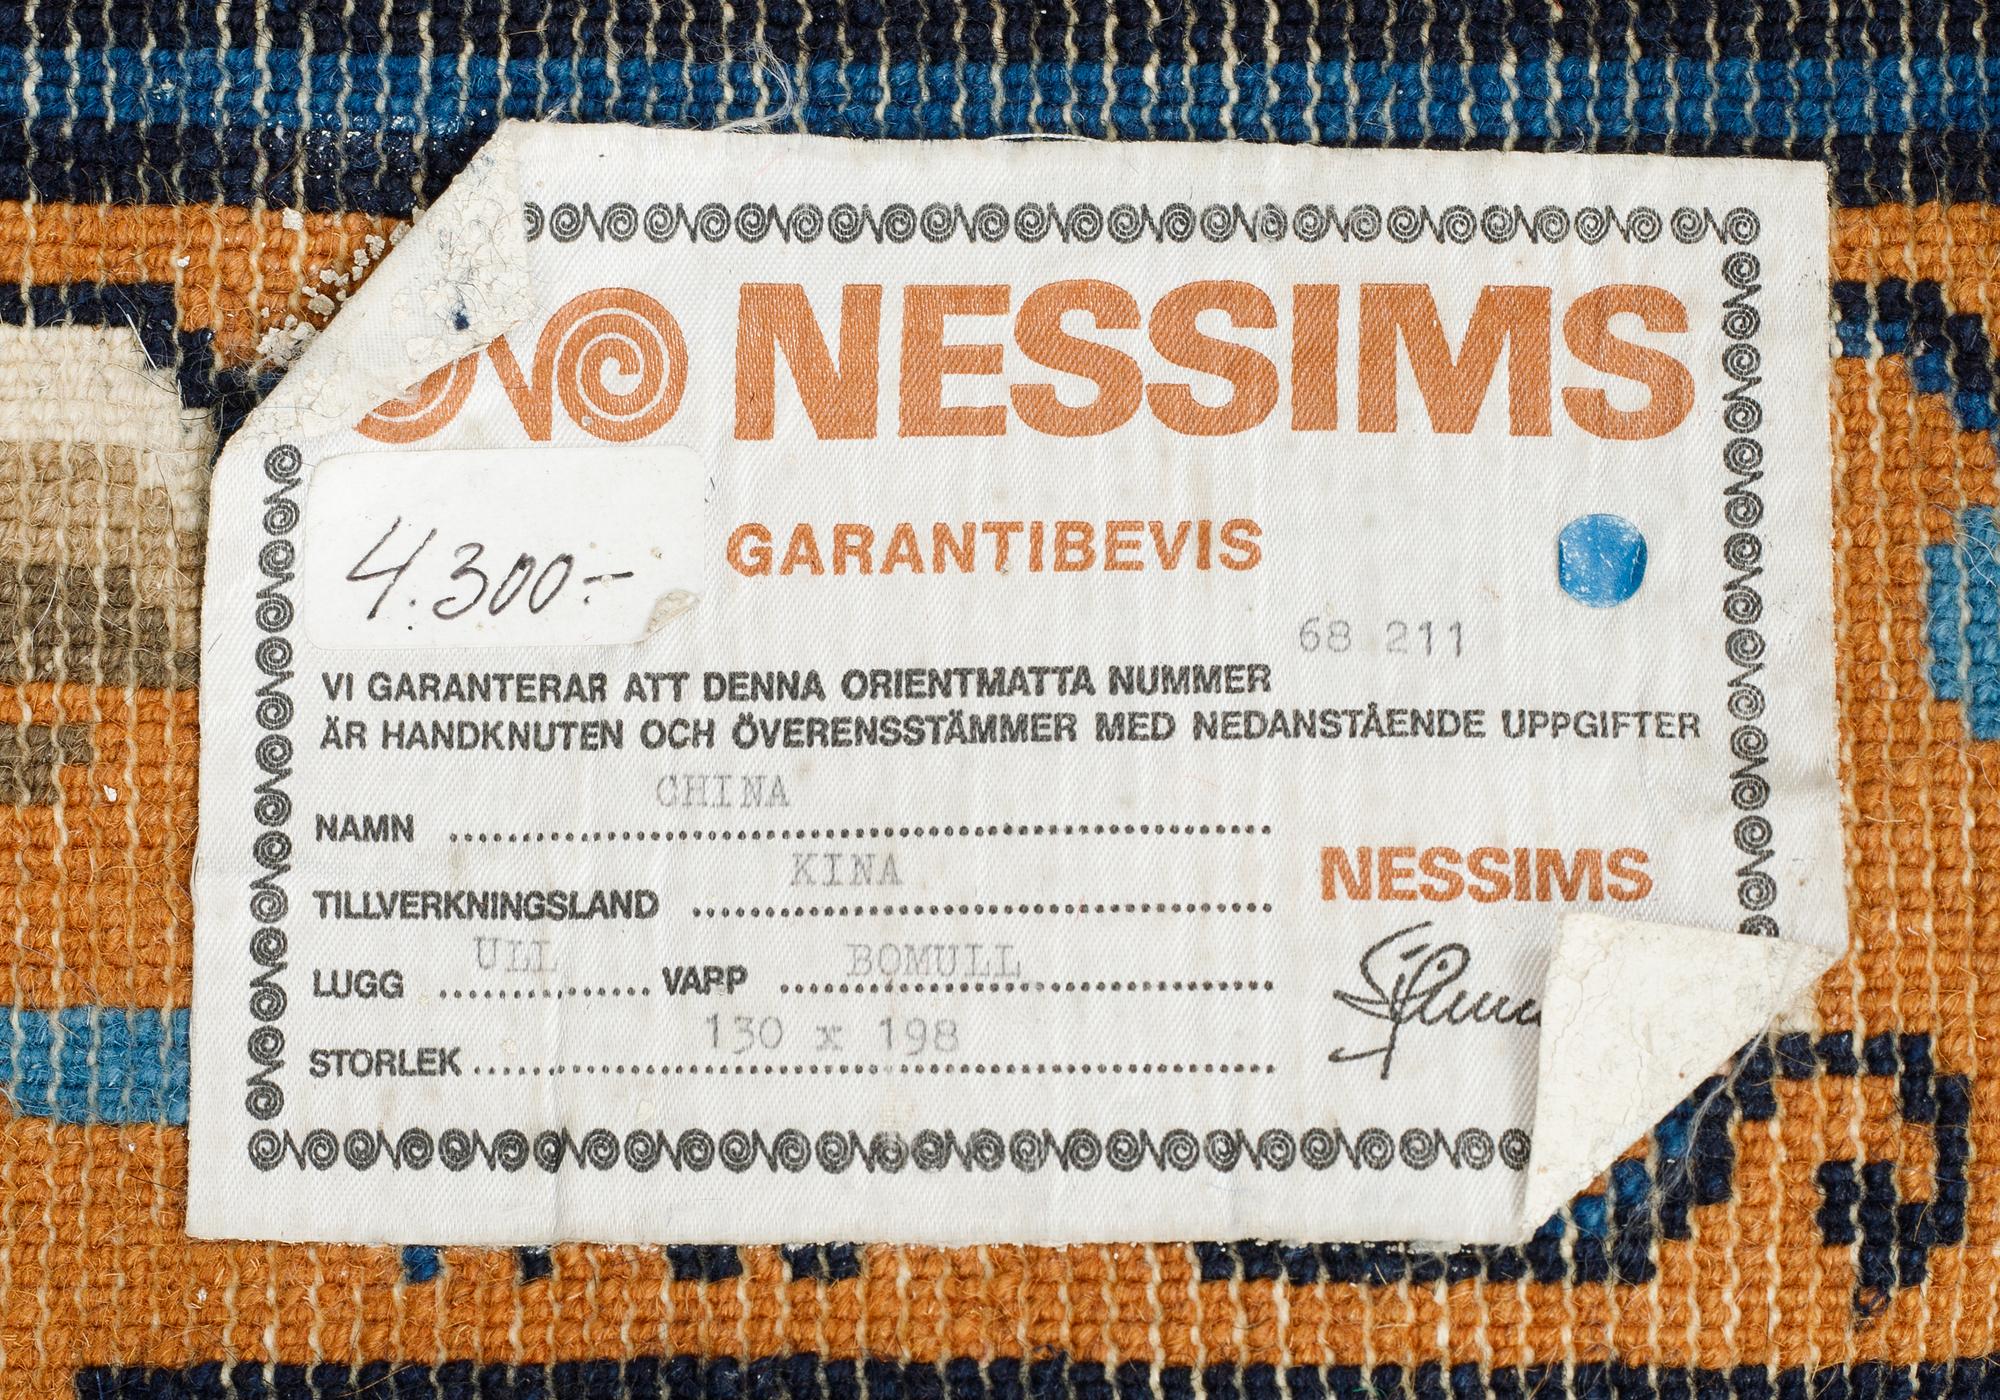 NESSIMS
4.300:-
GARANTIBEVIS
68 211
VI GARANTERAR ATT DENNA ORIENTMATTA NUMMER
ÄR HANDKNUTEN OCH ÖVERENSSTÄMMER MED NEDANSTÅENDE UPPGIFTER
NAMN CHINA
TILLVERKNINGSLAND KINA
NESSIMS
LUGG ULL VARP BOMULL
STORLEK 130 x 198